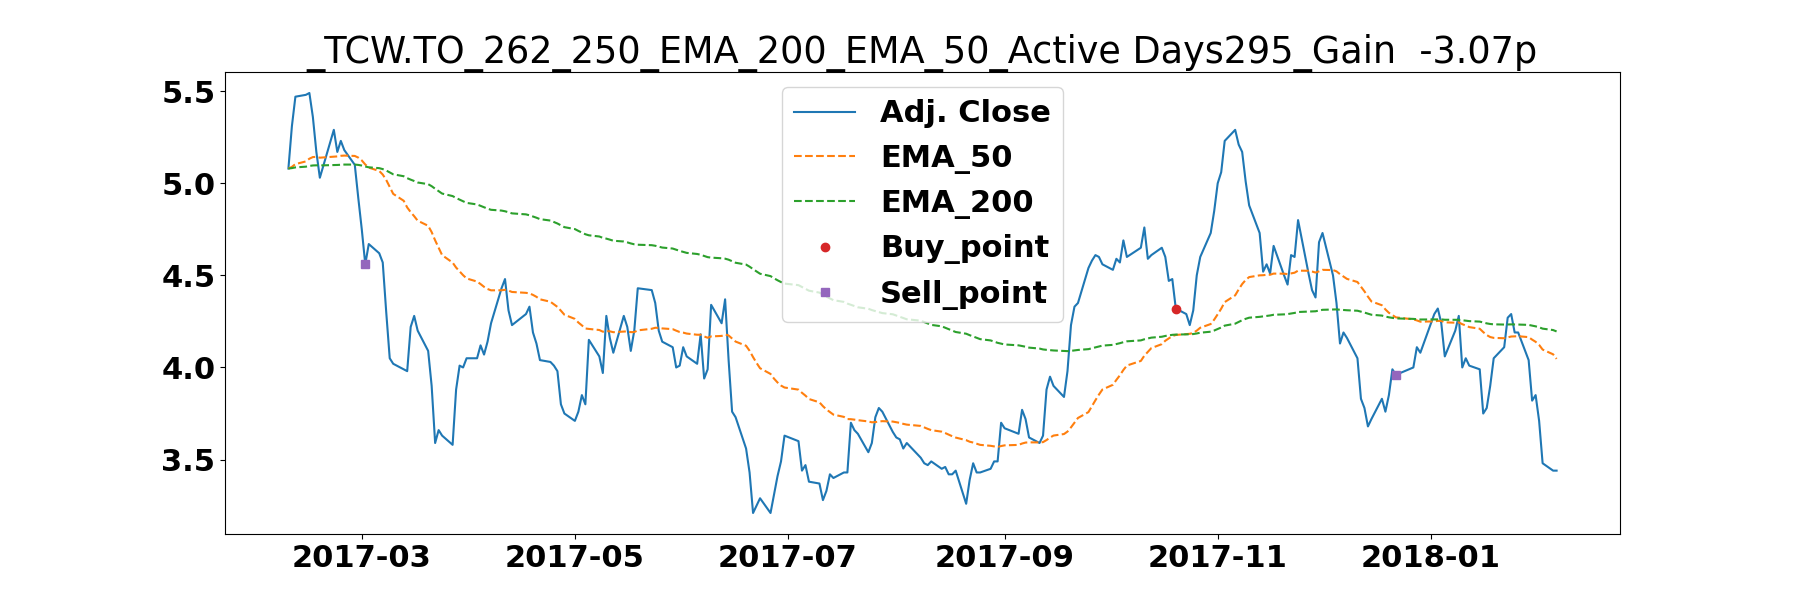 _TCW.TO_262_250_EMA_200_EMA_50_Active Days295_Gain  -3.07p
5.5
5.0
4.5
4.0
3.5
Adj. Close
EMA_50
EMA_200
Buy_point
Sell_point
2017-03 2017-05 2017-07 2017-09 2017-11 2018-01